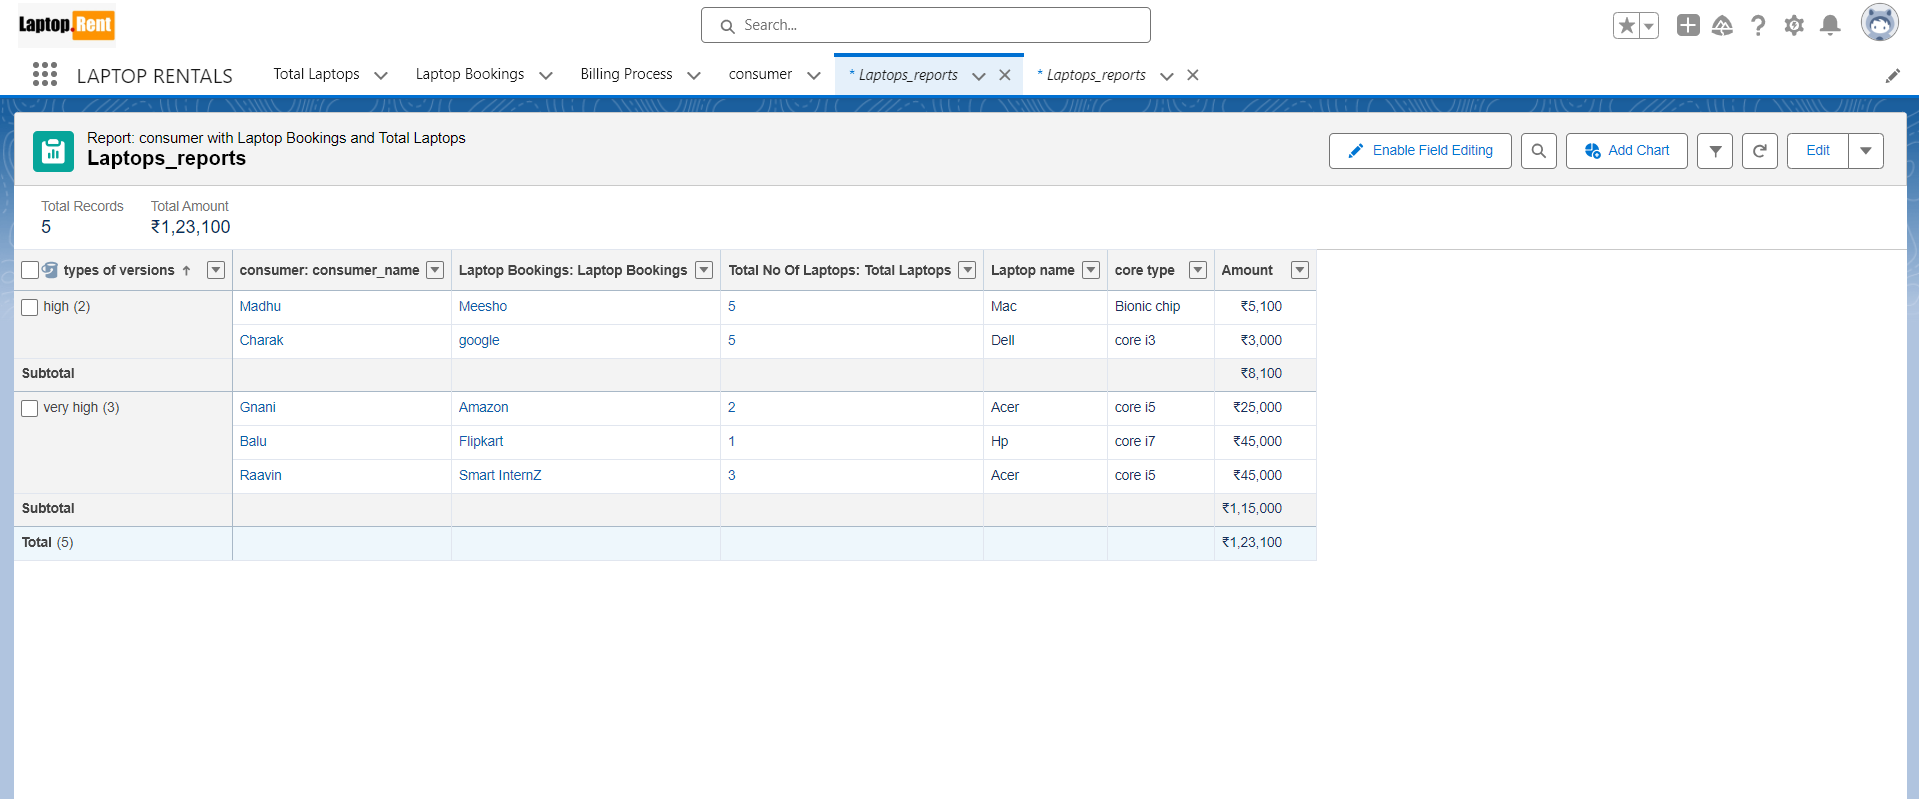 Laptop.Rent
Search...
LAPTOP RENTALS Total Laptops Laptop Bookings Billing Process consumer * Laptops_reports * Laptops_reports
Report: consumer with Laptop Bookings and Total Laptops
Laptops_reports
Enable Field Editing Add Chart Edit
Total Records Total Amount
5 ₹1,23,100
types of versions ↑ consumer: consumer_name Laptop Bookings: Laptop Bookings Total No Of Laptops: Total Laptops Laptop name core type Amount
high (2) Madhu Meesho 5 Mac Bionic chip ₹5,100
Charak google 5 Dell core i3 ₹3,000
Subtotal ₹8,100
very high (3) Gnani Amazon 2 Acer core i5 ₹25,000
Balu Flipkart 1 Hp core i7 ₹45,000
Raavin Smart InternZ 3 Acer core i5 ₹45,000
Subtotal ₹1,15,000
Total (5) ₹1,23,100